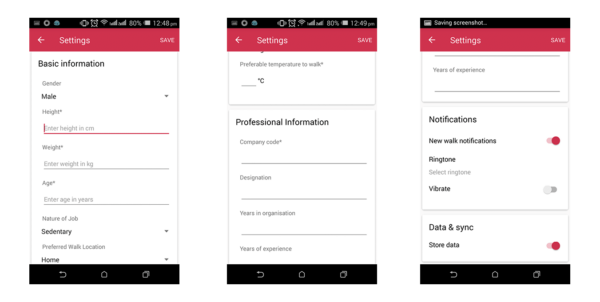 80% 12:48 pm
Settings
SAVE
Basic information
Gender
Male
Height*
Enter height in cm
Weight*
Enter weight in kg
Age*
Enter age in years
Nature of Job
Sedentary
Preferred Walk Location
Home
80% 12:49 pm
Settings
SAVE
Preferable temperature to walk*
°C
Professional Information
Company code*
Designation
Years in organisation
Years of experience
Saving screenshot...
Settings
SAVE
Years of experience
Notifications
New walk notifications
Ringtone
Select ringtone
Vibrate
Data & sync
Store data